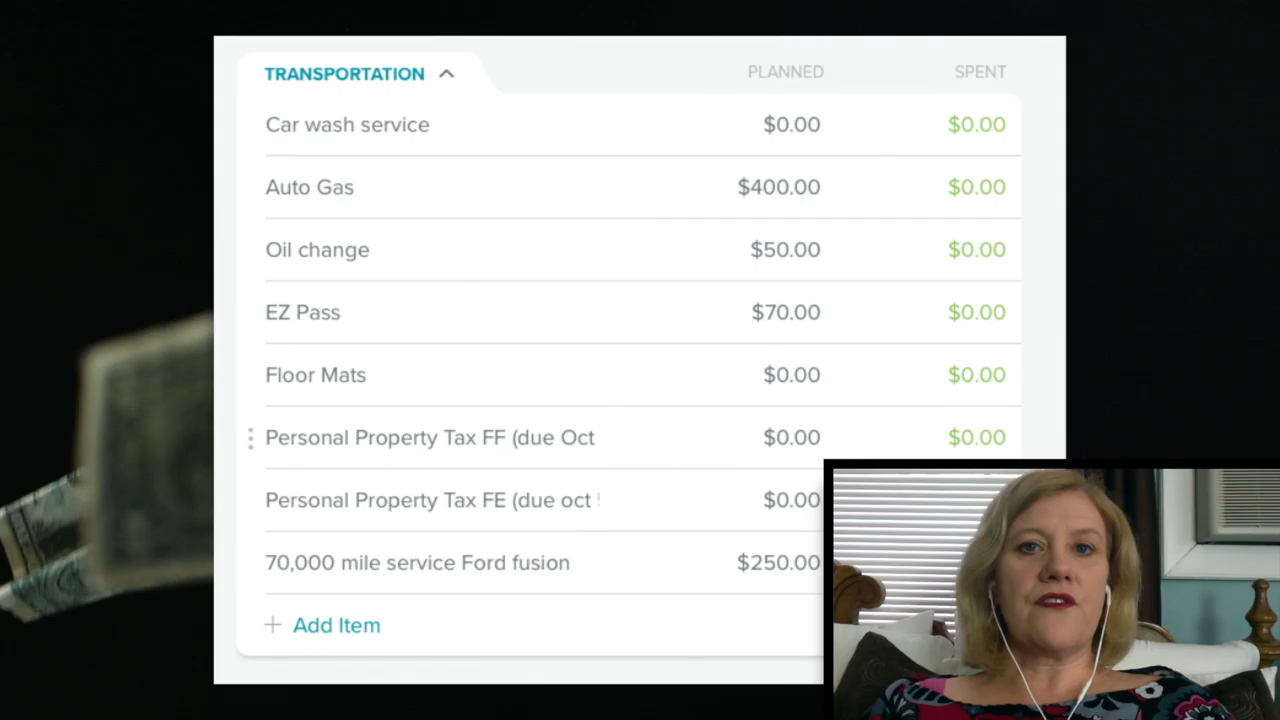 TRANSPORTATION PLANNED SPENT
Car wash service $0.00 $0.00
Auto Gas $400.00 $0.00
Oil change $50.00 $0.00
EZ Pass $70.00 $0.00
Floor Mats $0.00 $0.00
Personal Property Tax FF (due Oct $0.00 $0.00
Personal Property Tax FE (due oct $0.00
70,000 mile service Ford fusion $250.00
+ Add Item